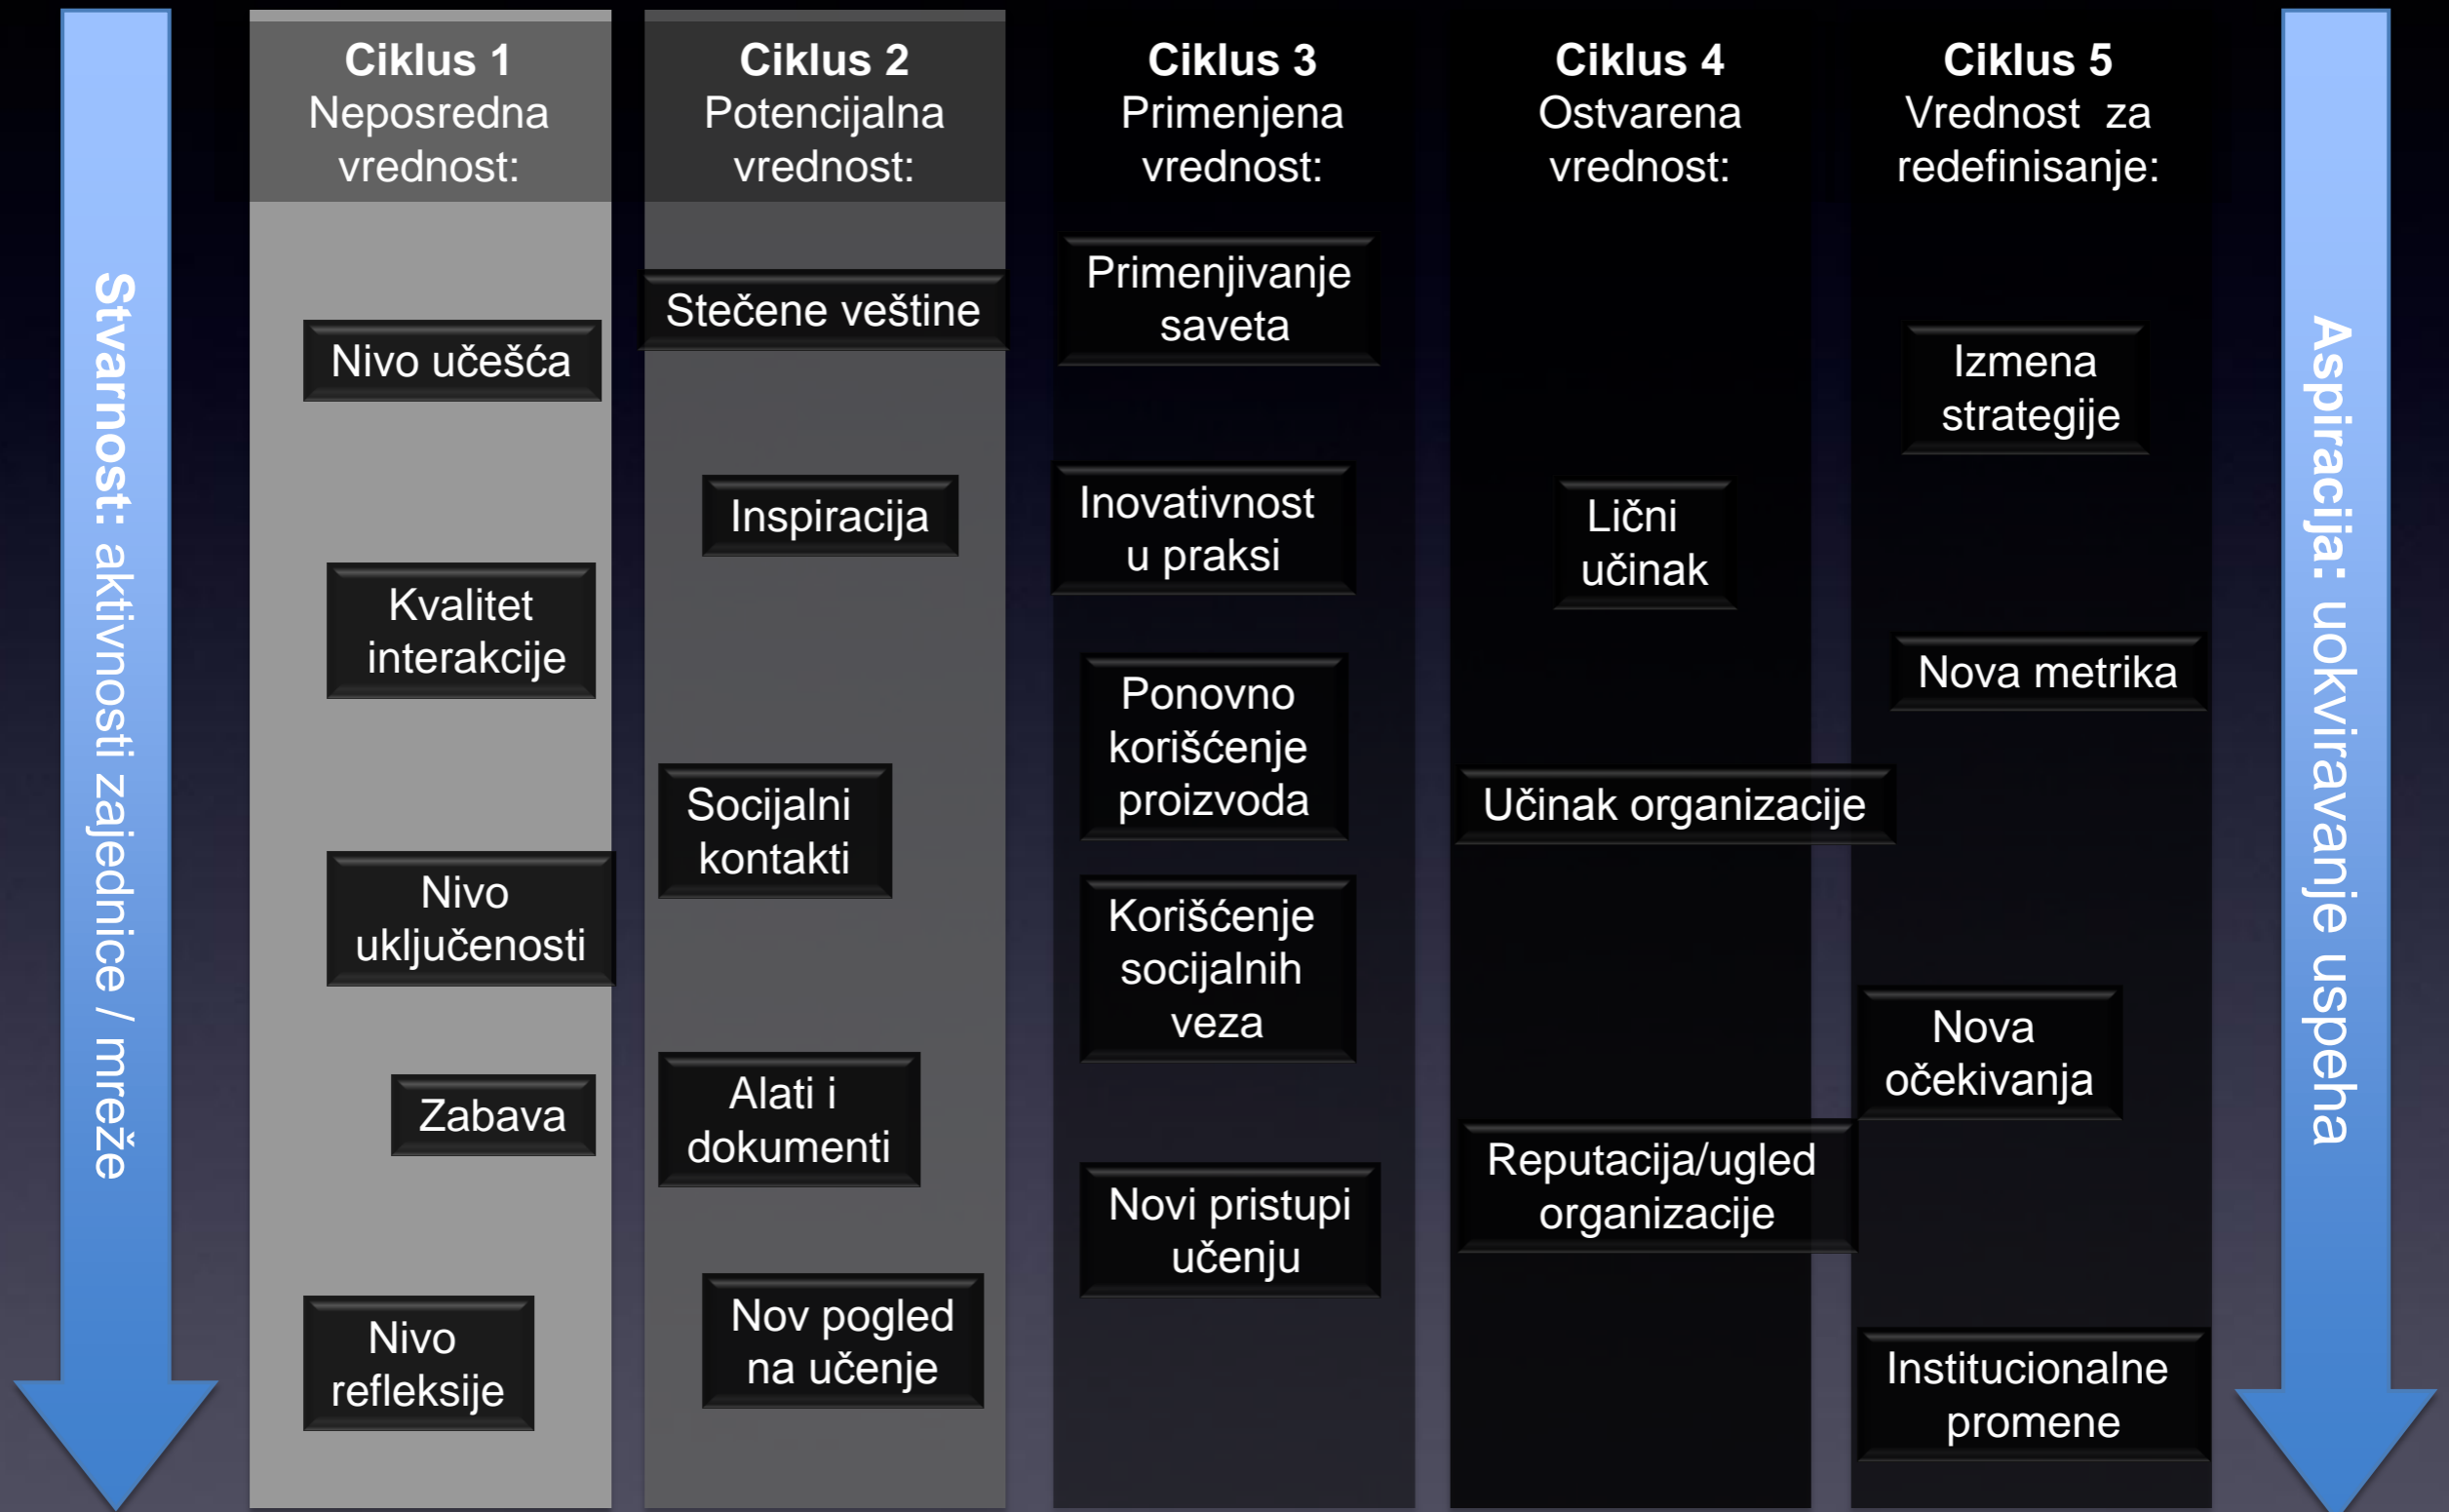 Stvarnost: aktivnosti zajednice / mreže
Ciklus 1
Neposredna
vrednost:
Nivo učešća
Kvalitet
interakcije
Nivo
uključenosti
Zabava
Nivo
refleksije
Ciklus 2
Potencijalna
vrednost:
Stečene veštine
Inspiracija
Socijalni
kontakti
Alati i
dokumenti
Nov pogled
na učenje
Ciklus 3
Primenjena
vrednost:
Primenjivanje
saveta
Inovativnost
u praksi
Ponovno
korišćenje
proizvoda
Korišćenje
socijalnih
veza
Novi pristupi
učenju
Ciklus 4
Ostvarena
vrednost:
Lični
učinak
Učinak organizacije
Reputacija/ugled
organizacije
Ciklus 5
Vrednost za
redefinisanje:
Izmena
strategije
Nova metrika
Nova
očekivanja
Institucionalne
promene
Aspiracija: uokviravanje uspeha